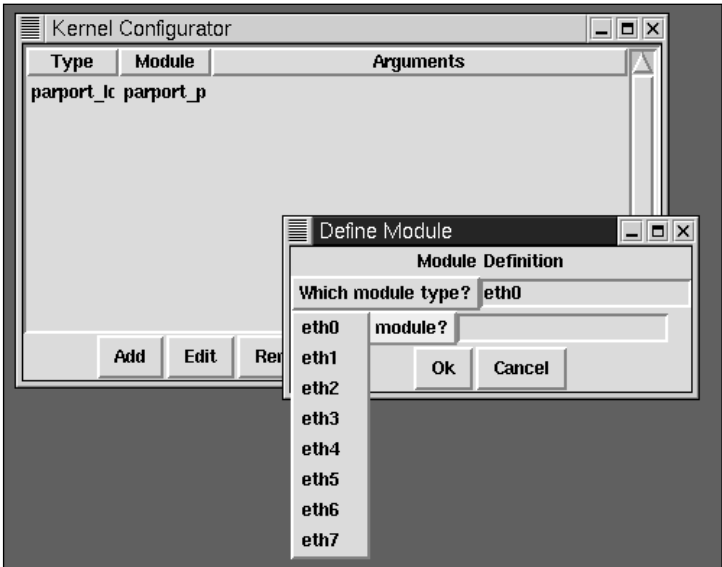 Kernel Configurator
Type Module Arguments
parport_lc parport_p
Define Module
Module Definition
Which module type? eth0
eth0 module?
eth1
eth2
eth3
eth4
eth5
eth6
eth7
Ok Cancel
Add Edit Rer